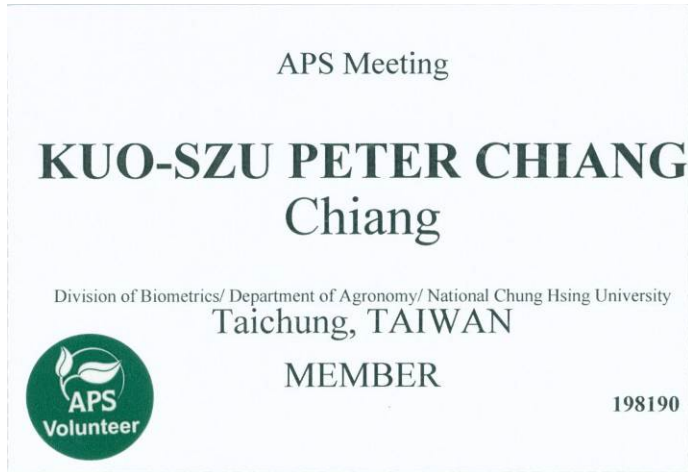 APS Meeting
KUO-SZU PETER CHIANG
Chiang
Division of Biometrics/ Department of Agronomy/ National Chung Hsing University
Taichung, TAIWAN
MEMBER
APS
Volunteer
198190